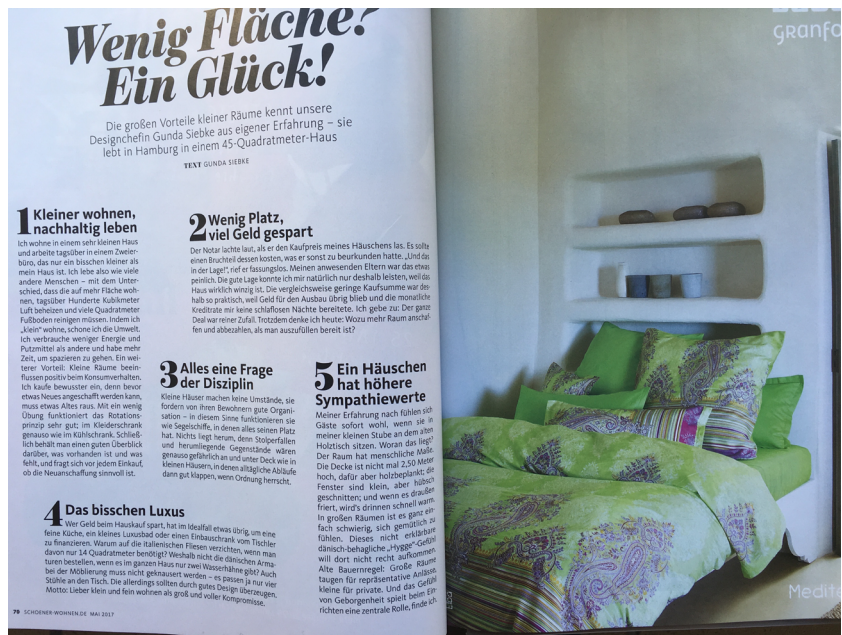 Wenig Fläche?
Ein Glück!
Die großen Vorteile kleiner Räume kennt unsere
Designchefin Gunda Siebke aus eigener Erfahrung – sie
lebt in Hamburg in einem 45-Quadratmeter-Haus
TEXT GUNDA SIEBKE
1 Kleiner wohnen,
nachhaltig leben
Ich wohne in einem sehr kleinen Haus
und arbeite tagsüber in einem Zweier-
büro, das nur ein bisschen kleiner als
mein Haus ist. Ich lebe also wie viele
andere Menschen – mit dem Unter-
schied, dass die auf mehr Fläche woh-
nen, tagsüber Hunderte Kubikmeter
Luft beheizen und viele Quadratmeter
Fußboden reinigen müssen. Indem ich
„klein“ wohne, schone ich die Umwelt.
Ich verbrauche weniger Energie und
Putzmittel als andere und habe mehr
Zeit, um spazieren zu gehen. Ein wei-
terer Vorteil: Kleine Räume beein-
flussen positiv beim Konsumverhalten.
Ich kaufe bewusster ein, denn bevor
etwas Neues angeschafft werden kann,
muss etwas Altes raus. Mit ein wenig
Übung funktioniert das Rotations-
prinzip sehr gut; im Kleiderschrank
genauso wie im Kühlschrank. Schließ-
lich behält man einen guten Überblick
darüber, was vorhanden ist und was
fehlt, und fragt sich vor jedem Einkauf,
ob die Neuanschaffung sinnvoll ist.
2 Wenig Platz,
viel Geld gespart
Der Notar lachte laut, als er den Kaufpreis meines Häuschens las. Es sollte
einen Bruchteil dessen kosten, was er sonst zu beurkunden hatte. „Und das
in der Lage!“, rief er fassungslos. Meinen anwesenden Eltern war das etwas
peinlich. Die gute Lage konnte ich mir natürlich nur deshalb leisten, weil das
Haus wirklich winzig ist. Die vergleichsweise geringe Kaufsumme war des-
halb so praktisch, weil Geld für den Ausbau übrig blieb und die monatliche
Kreditrate mir keine schlaflosen Nächte bereitete. Ich gebe zu: Der ganze
Deal war reiner Zufall. Trotzdem denke ich heute: Wozu mehr Raum anschaf-
fen und abbezahlen, als man auszufüllen bereit ist?
3 Alles eine Frage
der Disziplin
Kleine Häuser machen keine Umstände, sie
fordern von ihren Bewohnern gute Organi-
sation – in diesem Sinne funktionieren sie
wie Segelschiffe, in denen alles seinen Platz
hat. Nichts liegt herum, denn Stolperfallen
und herumliegende Gegenstände wären
genauso gefährlich an und unter Deck wie in
kleinen Häusern, in denen alltägliche Abläufe
dann gut klappen, wenn Ordnung herrscht.
4 Das bisschen Luxus
Wer Geld beim Hauskauf spart, hat im Idealfall etwas übrig, um eine
feine Küche, ein kleines Luxusbad oder einen Einbauschrank vom Tischler
zu finanzieren. Warum auf die italienischen Fliesen verzichten, wenn man
davon nur 14 Quadratmeter benötigt? Weshalb nicht die dänischen Arma-
turen bestellen, wenn es im ganzen Haus nur zwei Wasserhähne gibt? Auch
bei der Möblierung muss nicht geknausert werden – es passen ja nur vier
Stühle an den Tisch. Die allerdings sollten durch gutes Design überzeugen.
Motto: Lieber klein und fein wohnen als groß und voller Kompromisse.
5 Ein Häuschen
hat höhere
Sympathiewerte
Meiner Erfahrung nach fühlen sich
Gäste sofort wohl, wenn sie in
meiner kleinen Stube an dem alten
Holztisch sitzen. Woran das liegt?
Der Raum hat menschliche Maße.
Die Decke ist nicht mal 2,50 Meter
hoch, dafür aber holzbeplankt; die
Fenster sind klein, aber hübsch
geschnitten; und wenn es draußen
friert, wird's drinnen schnell warm.
In großen Räumen ist es ganz ein-
fach schwierig, sich gemütlich zu
fühlen. Dieses nicht erklärbare
dänisch-behagliche „Hygge“-Gefühl
will dort nicht recht aufkommen.
Alte Bauernregel: Große Räume
taugen für repräsentative Anlässe,
kleine für private. Und das Gefühl
von Geborgenheit spielt beim Ein-
richten eine zentrale Rolle, finde ich.
70 SCHOENER-WOHNEN.DE MAI 2017
GRanfo
Medite